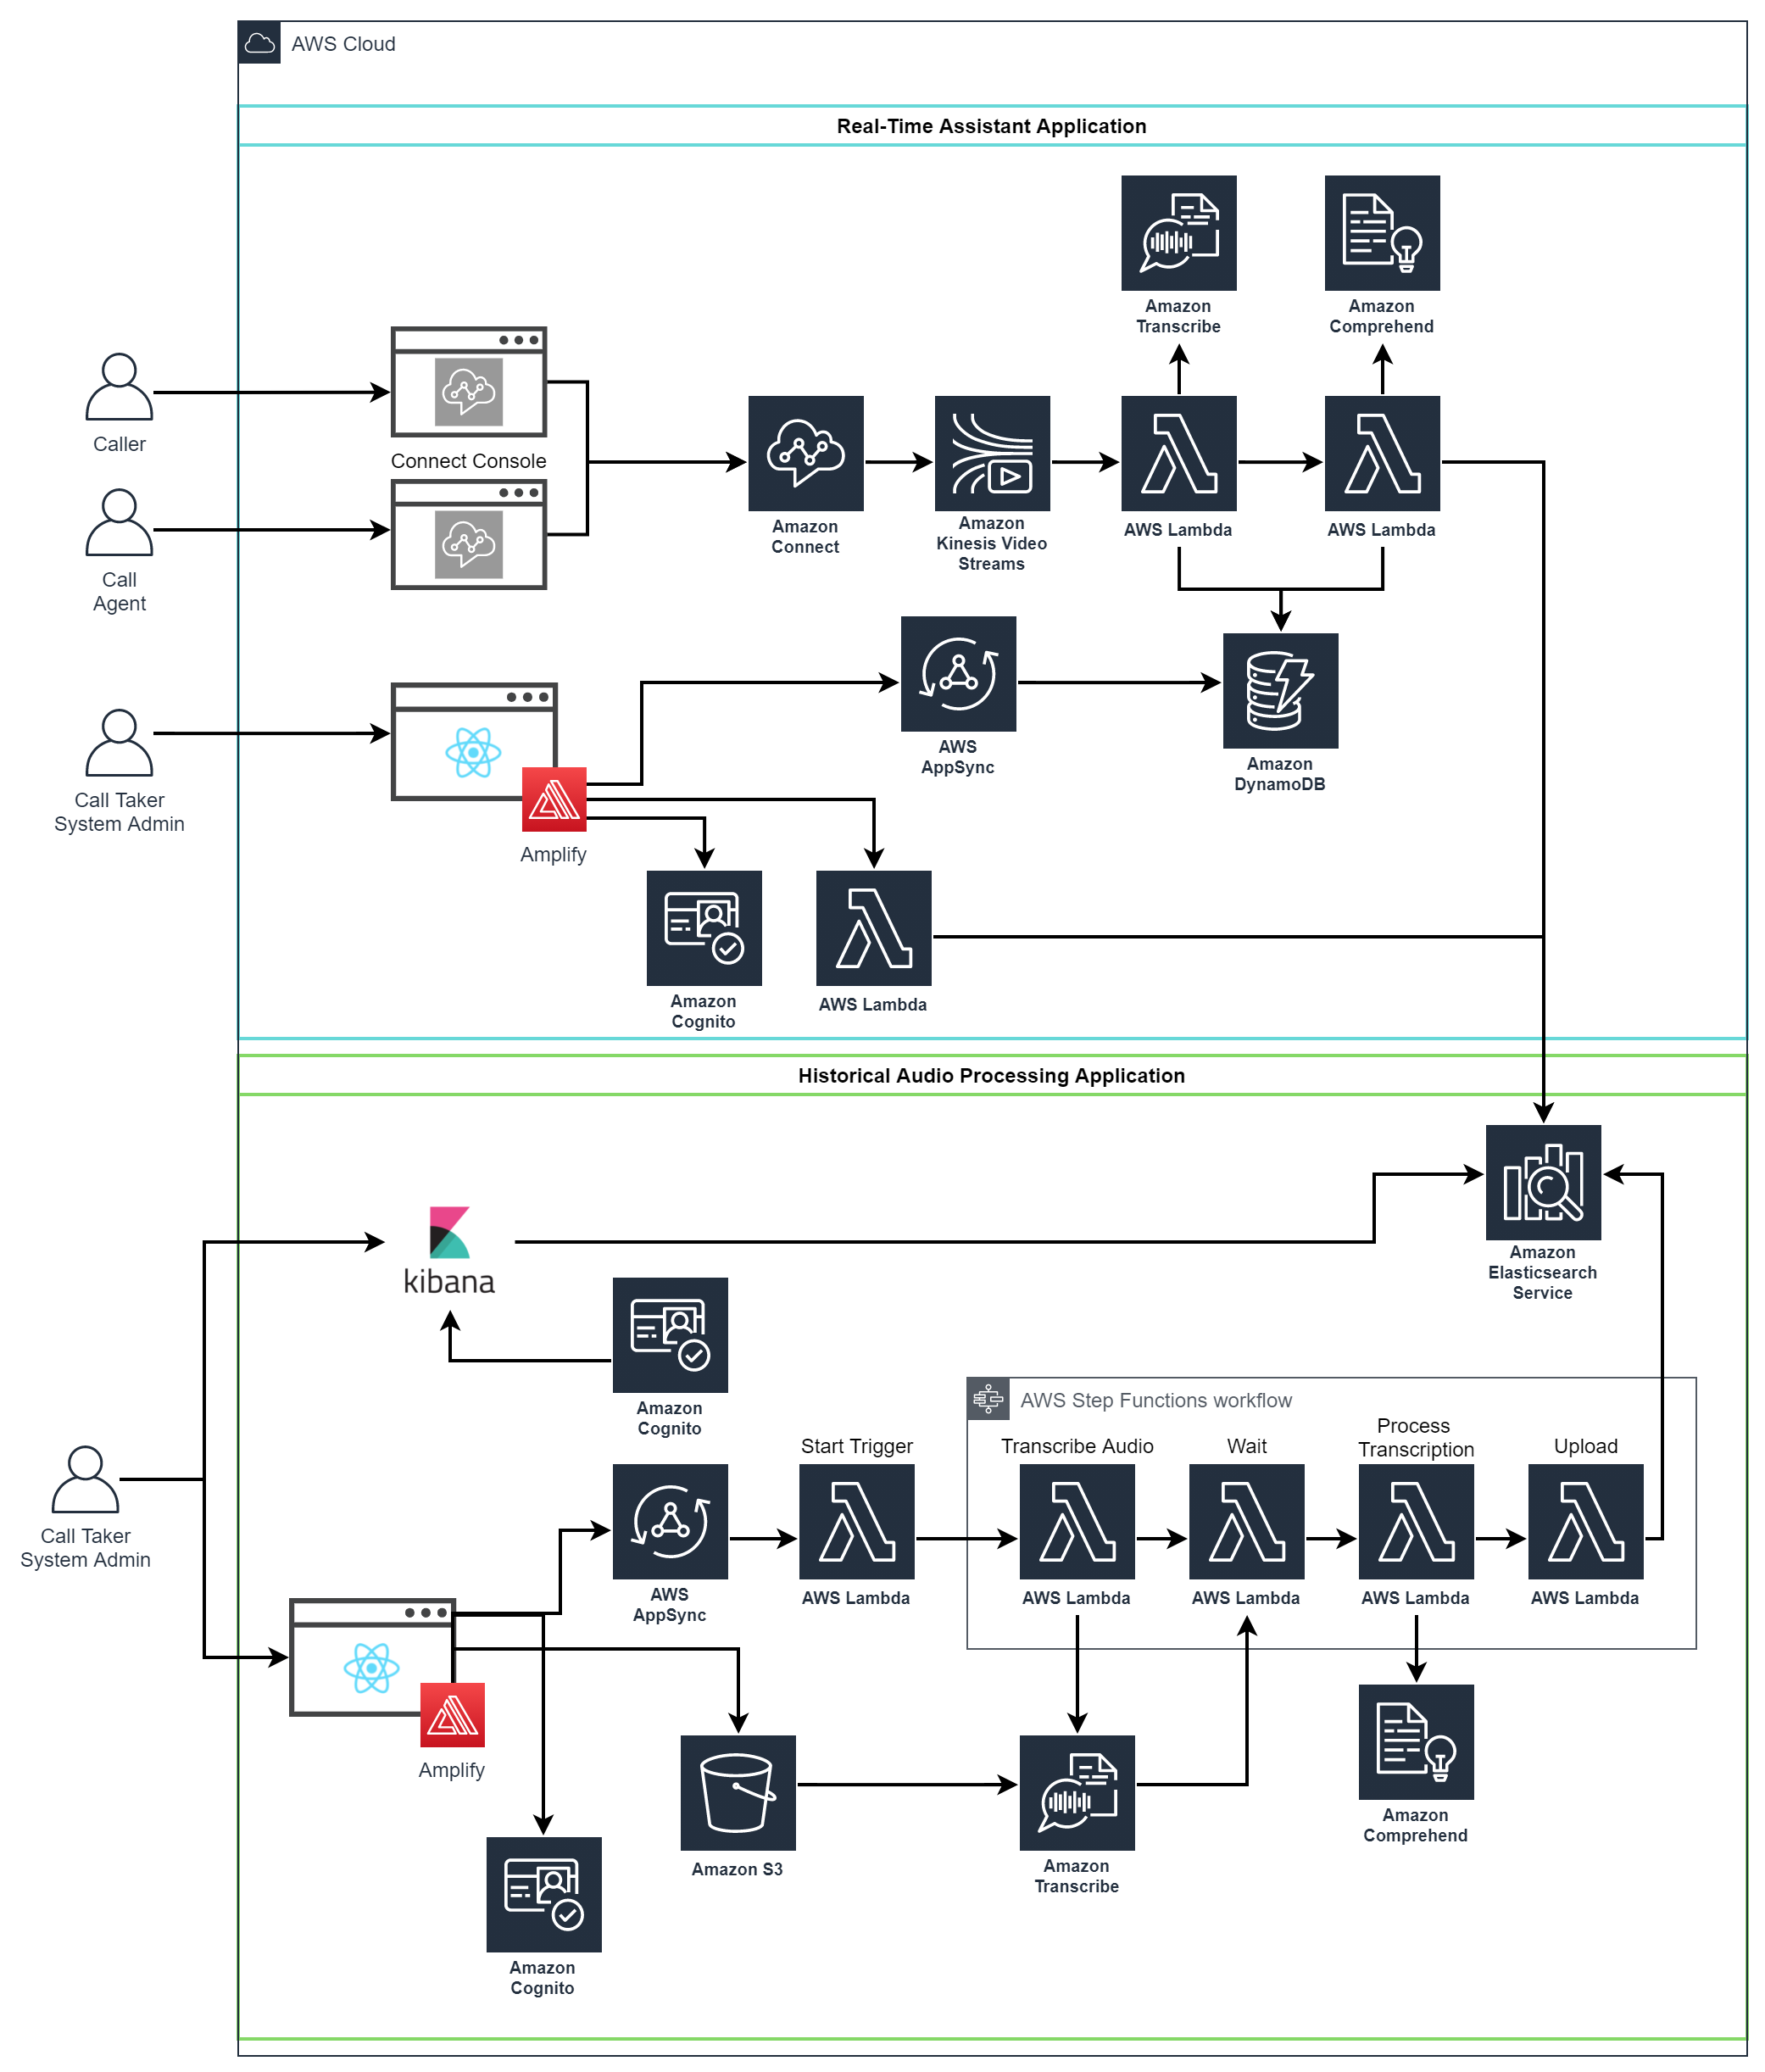 AWS Cloud
Real-Time Assistant Application
Amazon
Transcribe
Amazon
Comprehend
Caller
Connect Console
Call
Agent
Amazon
Connect
Amazon
Kinesis Video
Streams
AWS Lambda
AWS Lambda
Call Taker
System Admin
Amplify
AWS
AppSync
Amazon
DynamoDB
Amazon
Cognito
AWS Lambda
Historical Audio Processing Application
kibana
Amazon
Elasticsearch
Service
Amazon
Cognito
AWS Step Functions workflow
Start Trigger
Transcribe Audio
Wait
Process
Transcription
Upload
Call Taker
System Admin
AWS
AppSync
AWS Lambda
AWS Lambda
AWS Lambda
AWS Lambda
AWS Lambda
Amplify
Amazon S3
Amazon
Transcribe
Amazon
Comprehend
Amazon
Cognito